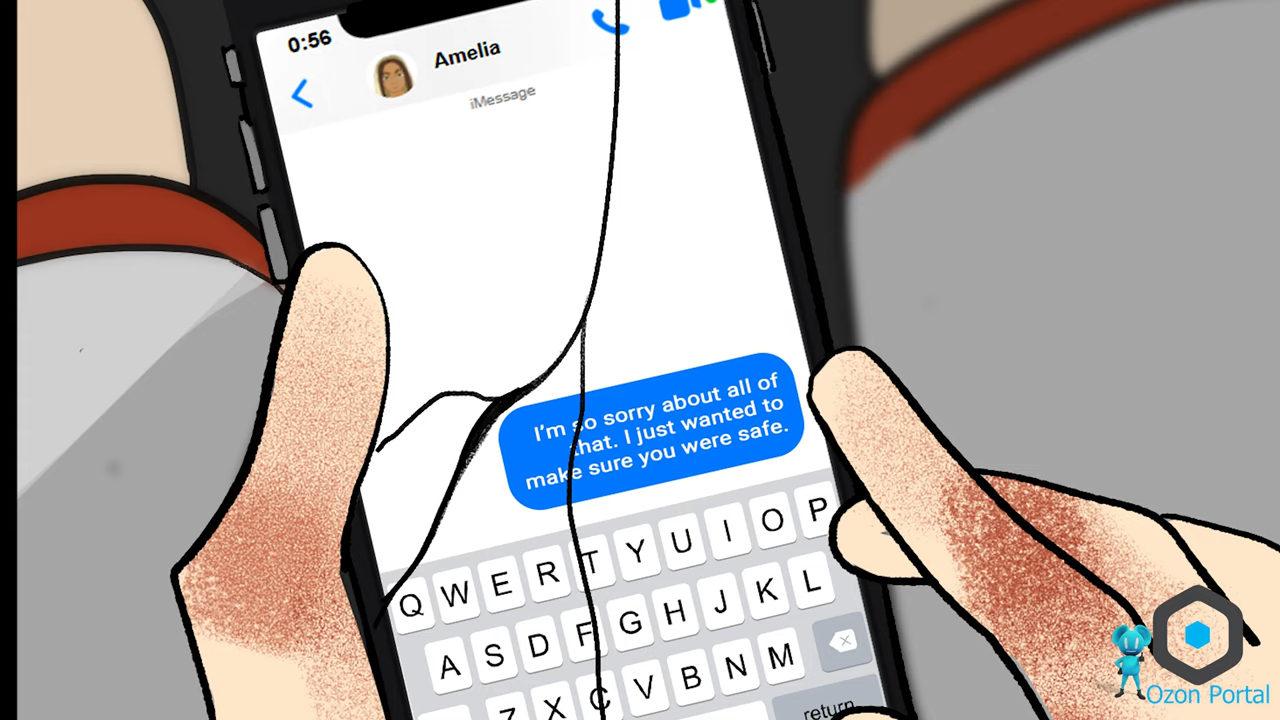 0:56
Amelia
iMessage
I'm so sorry about all of
that. I just wanted to
make sure you were safe.
Q W E R T Y U I O P
A S D F G H J K L
Z X C V B N M
return
Ozon Portal